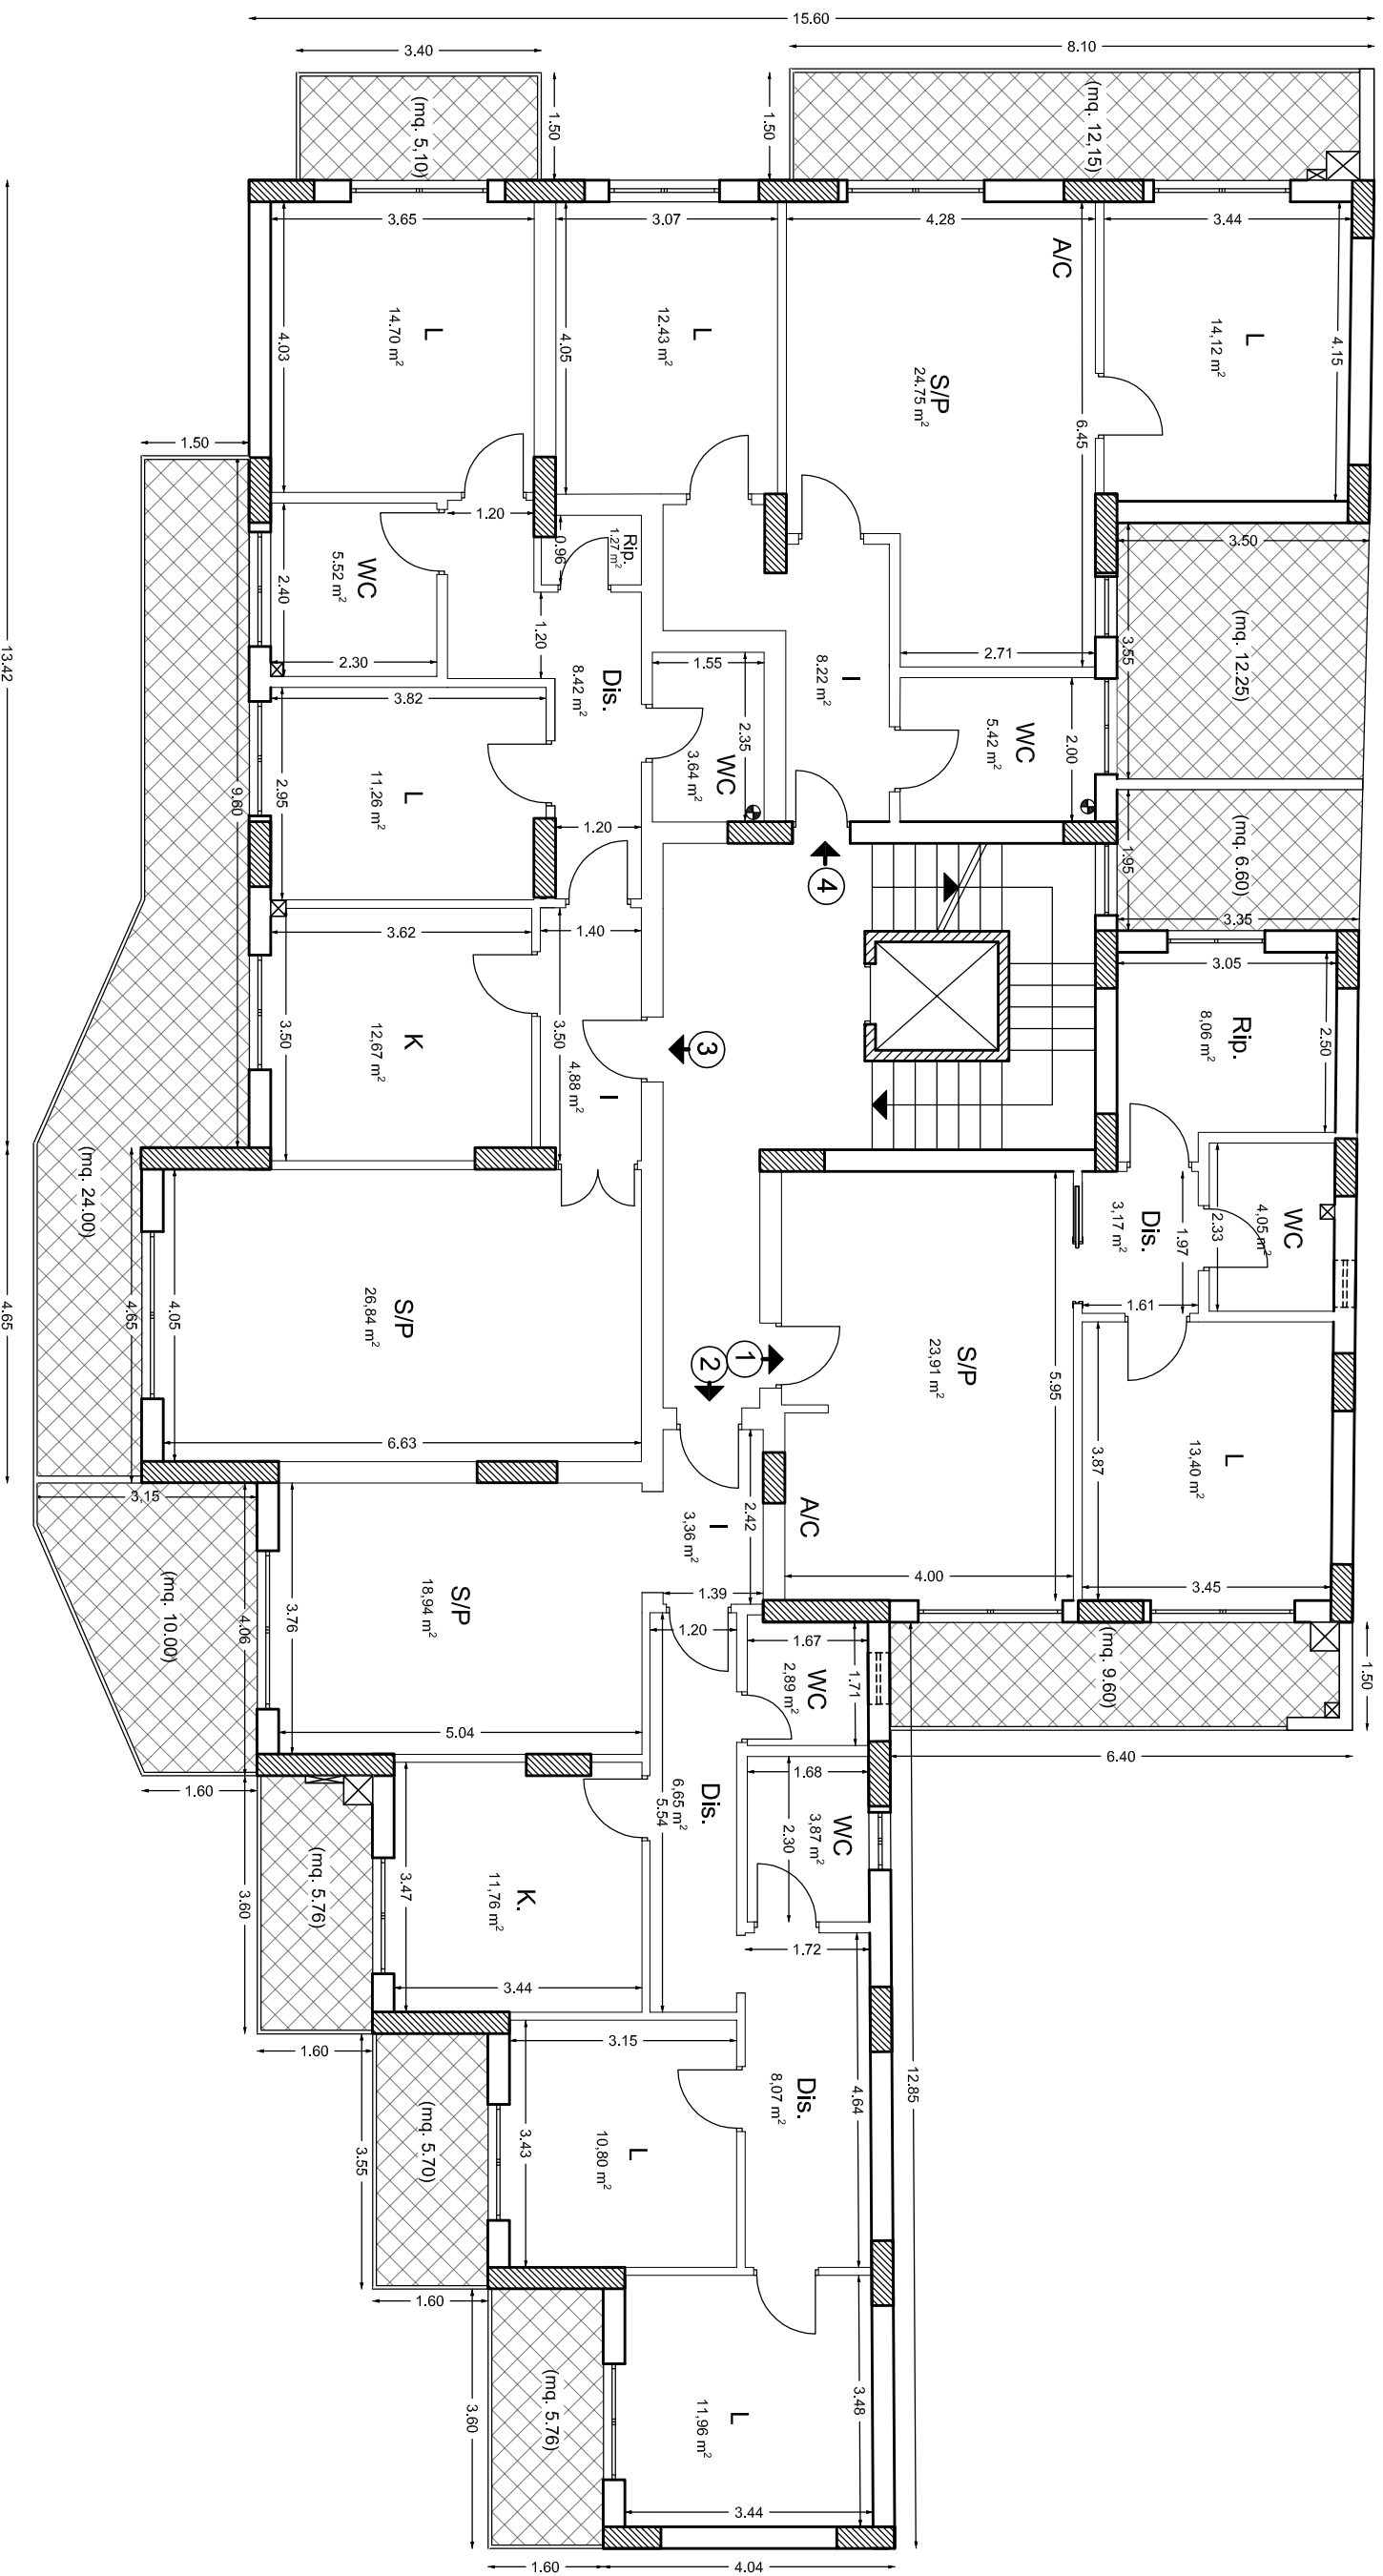 15.60
3.40
8.10
1.50
1.50
(mq. 5,10)
(mq. 12,15)
3.65
3.07
4.28
3.44
A/C
L
14.70 m²
4.03
4.05
L
12.43 m²
S/P
24.75 m²
6.45
L
14,12 m²
4.15
13.42
1.50
1.20
0.96
Rip.
1.27 m²
WC
5.52 m²
2.40
2.30
1.20
Dis.
8.42 m²
1.55
2.35
WC
3.64 m²
I
8.22 m²
2.71
WC
5.42 m²
2.00
3.50
3.55
(mq. 12.25)
(mq. 6.60)
1.95
3.35
3.82
L
11,26 m²
2.95
9.60
1.20
4
3.62
1.40
K
12,67 m²
3.50
3.50
I
4,88 m²
3
3.05
Rip.
8,06 m²
2.50
WC
4,05 m²
2.33
Dis.
3,17 m²
1.97
1.61
(mq. 24.00)
4.65
4.65
4.05
S/P
26,84 m²
6.63
1
2
S/P
23,91 m²
5.95
3.87
L
13,40 m²
A/C
4.00
3.45
3,15
(mq. 10.00)
4.06
3.76
S/P
18,94 m²
5.04
I
3,36 m²
2.42
1.39
1.20
1.67
WC
2,89 m²
1.71
(mq. 9.60)
1.50
6.40
1.68
WC
3,87 m²
2.30
Dis.
6,65 m²
5.54
1.60
(mq. 5.76)
3.60
3.47
K.
11,76 m²
3.44
1.72
1.60
3.15
(mq. 5.70)
3.55
3.43
L
10,80 m²
Dis.
8,07 m²
4.64
12.85
1.60
(mq. 5.76)
3.60
L
11,96 m²
3.48
3.44
1.60
4.04